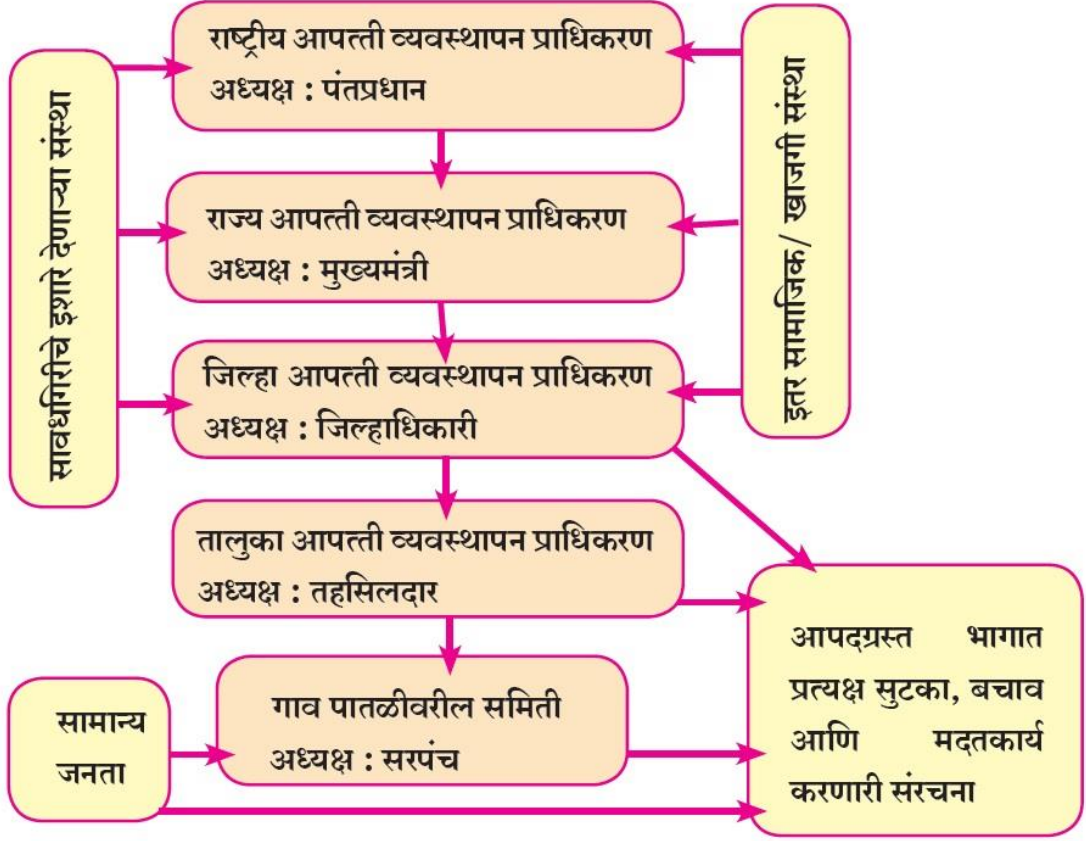 राष्ट्रीय आपत्ती व्यवस्थापन प्राधिकरण
अध्यक्ष : पंतप्रधान
सावधगिरीचे इशारे देणाऱ्या संस्था
इतर सामाजिक/ खाजगी संस्था
राज्य आपत्ती व्यवस्थापन प्राधिकरण
अध्यक्ष : मुख्यमंत्री
जिल्हा आपत्ती व्यवस्थापन प्राधिकरण
अध्यक्ष : जिल्हाधिकारी
तालुका आपत्ती व्यवस्थापन प्राधिकरण
अध्यक्ष : तहसिलदार
गाव पातळीवरील समिती
अध्यक्ष : सरपंच
सामान्य
जनता
आपदग्रस्त भागात
प्रत्यक्ष सुटका, बचाव
आणि मदतकार्य
करणारी संरचना